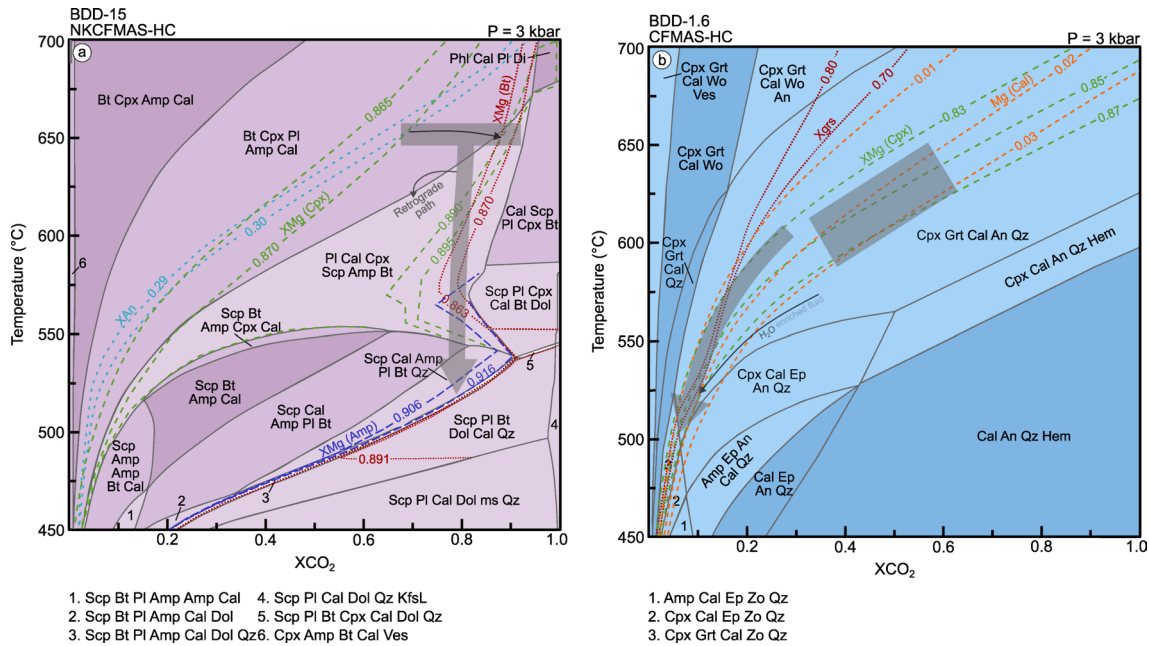 BDD-15
NKCFMAS-HC
P = 3 kbar
a
700
650
600
550
500
450
Temperature (°C)
0.2
0.4
0.6
0.8
1.0
XCO₂
Phl Cal Pl Di
Bt Cpx Amp Cal
Bt Cpx Pl
Amp Cal
0.865
XMg (Bt)
Retrograde
path
XMg (Cpx)
0.30
0.870
0.29
XAn
6
0.890
0.870
0.895
0.863
Cal Scp
Pl Cpx Bt
Pl Cal Cpx
Scp Amp Bt
Scp Pl Cpx
Cal Bt Dol
Scp Bt
Amp Cpx Cal
Scp Cal Amp
Pl Bt Qz
5
0.916
Scp Bt
Amp Cal
Scp Cal
Amp Pl Bt
0.906
XMg (Amp)
Scp Pl Bt
Dol Cal Qz
4
Scp
Amp
Amp
Bt Cal
0.891
3
2
1
Scp Pl Cal Dol ms Qz
1. Scp Bt Pl Amp Amp Cal
2. Scp Bt Pl Amp Cal Dol
3. Scp Bt Pl Amp Cal Dol Qz
4. Scp Pl Cal Dol Qz KfsL
5. Scp Pl Bt Cpx Cal Dol Qz
6. Cpx Amp Bt Cal Ves
BDD-1.6
CFMAS-HC
P = 3 kbar
b
700
650
600
550
500
450
Temperature (°C)
0.2
0.4
0.6
0.8
1.0
XCO₂
Cpx Grt
Cal Wo
Ves
Cpx Grt
Cal Wo
An
0.80
0.70
0.01
0.02
Mg (Cal)
0.85
Xgrs
XMg (Cpx)
0.83
0.87
0.03
Cpx Grt
Cal Wo
Cpx
Grt
Cal
Qz
Cpx Grt Cal An Qz
Cpx Cal An Qz Hem
H₂O enriched fluid
Cpx Cal Ep
An Qz
Cal An Qz Hem
Amp Ep An
Cal Qz
Cal Ep
An Qz
3
2
1
1. Amp Cal Ep Zo Qz
2. Cpx Cal Ep Zo Qz
3. Cpx Grt Cal Zo Qz